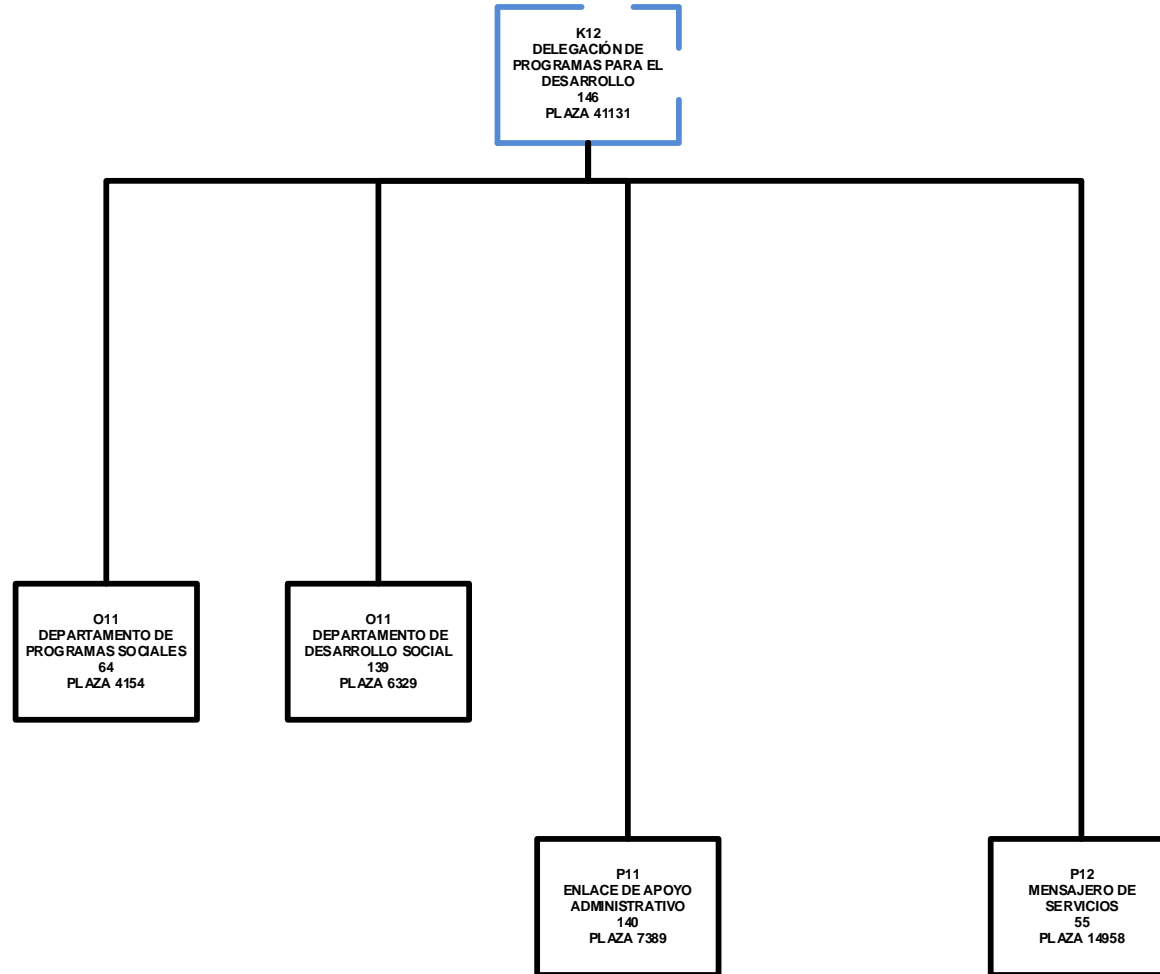 K12
DELEGACIÓN DE
PROGRAMAS PARA EL
DESARROLLO
146
PLAZA 41131
O11
DEPARTAMENTO DE
PROGRAMAS SOCIALES
64
PLAZA 4154
O11
DEPARTAMENTO DE
DESARROLLO SOCIAL
139
PLAZA 6329
P11
ENLACE DE APOYO
ADMINISTRATIVO
140
PLAZA 7389
P12
MENSAJERO DE
SERVICIOS
55
PLAZA 14958